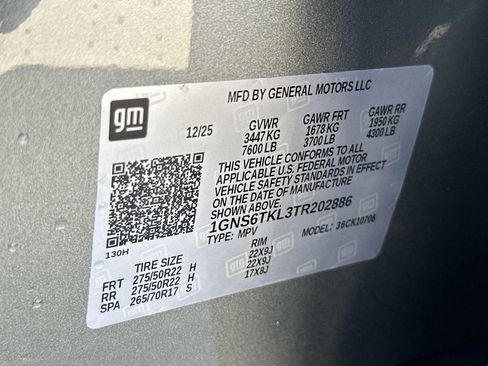 gm
MFD BY GENERAL MOTORS LLC
12/25 GVWR GAWR FRT GAWR RR
3447 KG 1678 KG 1950 KG
7600 LB 3700 LB 4300 LB
THIS VEHICLE CONFORMS TO ALL
APPLICABLE U.S. FEDERAL MOTOR
VEHICLE SAFETY STANDARDS IN EFFECT
ON THE DATE OF MANUFACTURE
SHOWN ABOVE.
1GNS6TKL3TR202886
TYPE: MPV MODEL: 36CK10706
130H
TIRE SIZE RIM
FRT 275/50R22 H 22X9J
RR 275/50R22 H 22X9J
SPA 265/70R17 S 17X8J